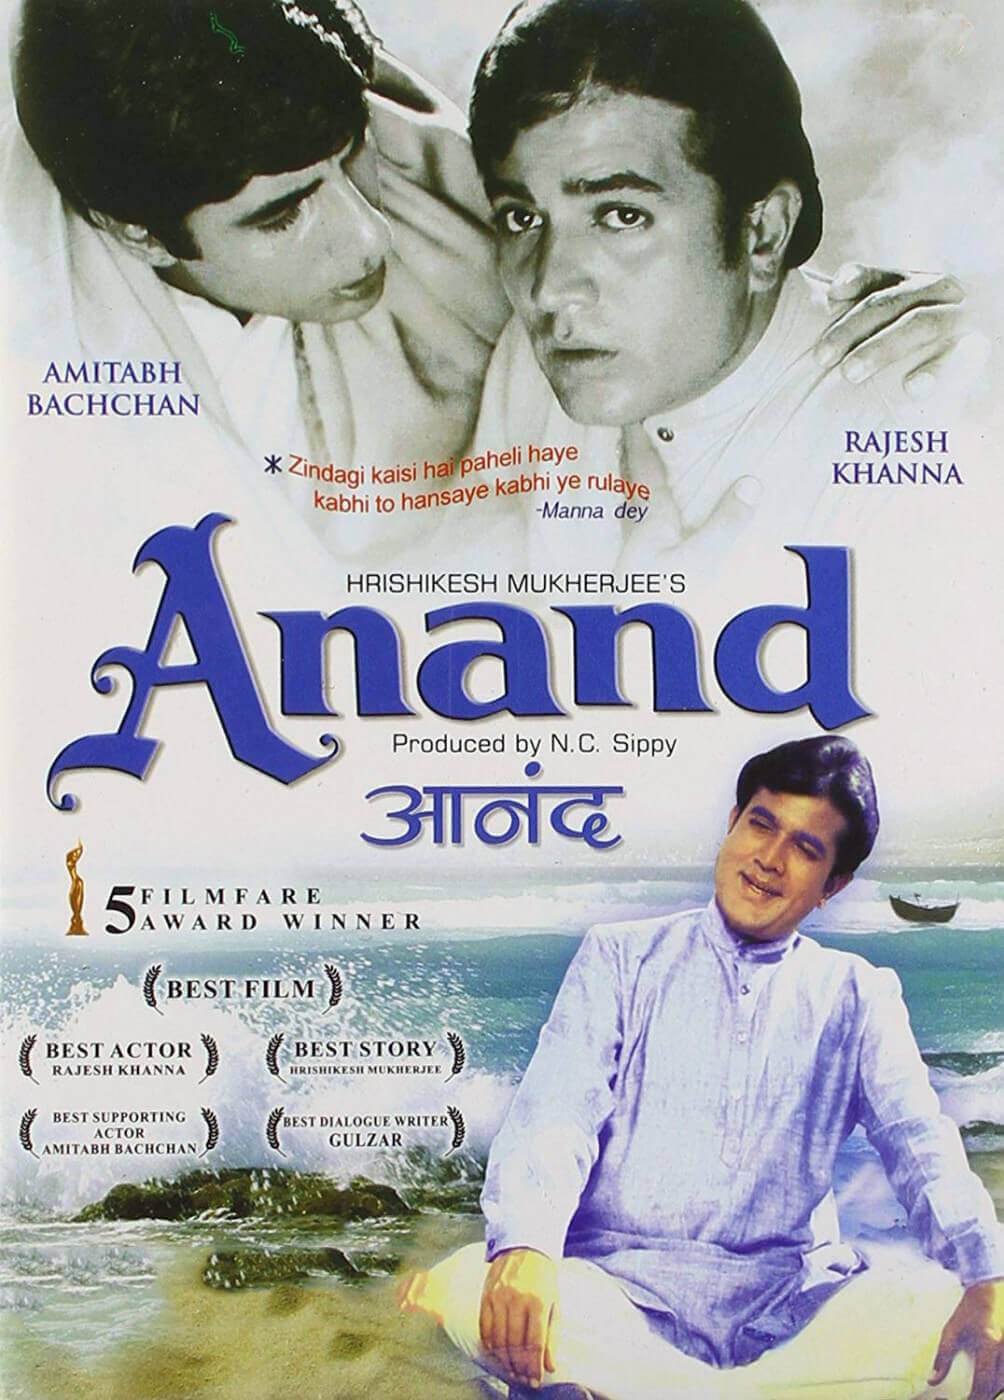 AMITABH
BACHCHAN
RAJESH
KHANNA
* Zindagi kaisi hai paheli haye
kabhi to hansaye kabhi ye rulaye
-Manna dey
HRISHIKESH MUKHERJEE'S
Anand
Produced by N.C. Sippy
आनंद
5 FILMFARE
AWARD WINNER
BEST FILM
BEST ACTOR
RAJESH KHANNA
BEST STORY
HRISHIKESH MUKHERJEE
BEST SUPPORTING
ACTOR
AMITABH BACHCHAN
BEST DIALOGUE WRITER
GULZAR